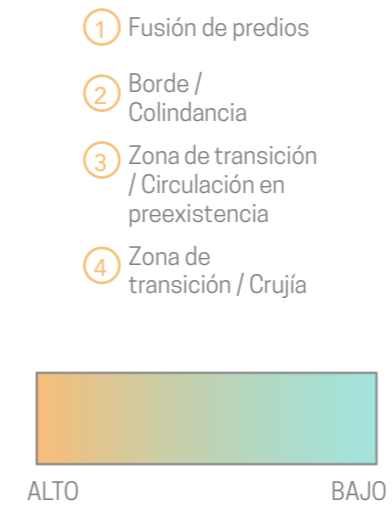 1 Fusión de predios
2 Borde /
Colindancia
3 Zona de transición
/ Circulación en
preexistencia
4 Zona de
transición / Crujía
ALTO BAJO